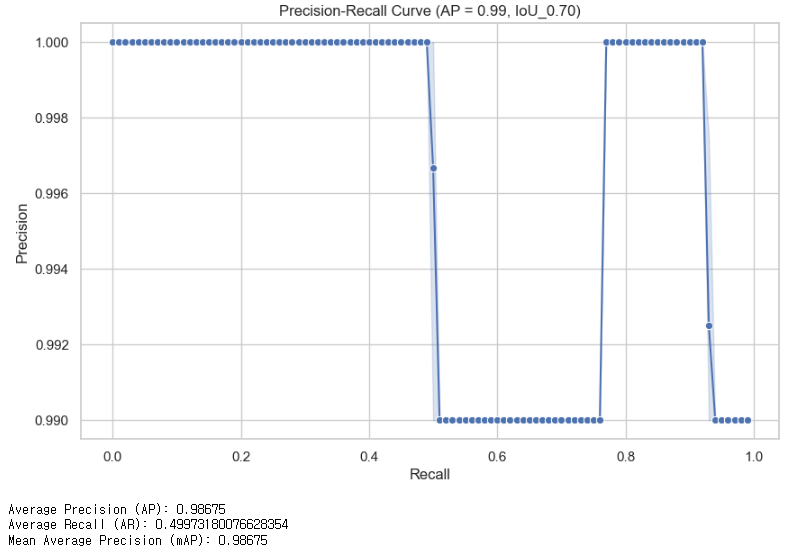 Precision-Recall Curve (AP = 0.99, IoU_0.70)
1.000
0.998
0.996
0.994
0.992
0.990
Precision
0.0 0.2 0.4 0.6 0.8 1.0
Recall
Average Precision (AP): 0.98675
Average Recall (AR): 0.49973180076628354
Mean Average Precision (mAP): 0.98675